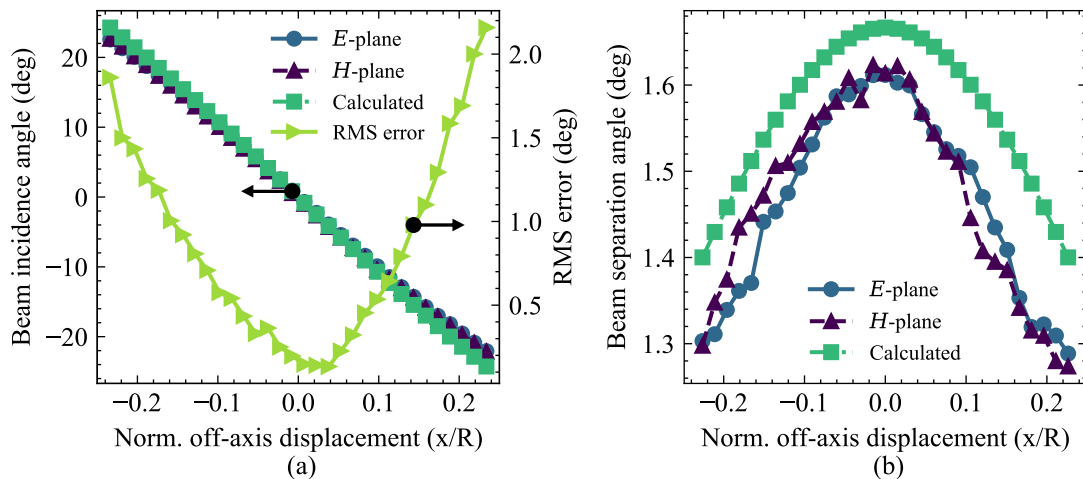 20
10
0
−10
−20
Beam incidence angle (deg)
E-plane
H-plane
Calculated
RMS error
2.0
1.5
1.0
0.5
RMS error (deg)
−0.2 −0.1 0.0 0.1 0.2
Norm. off-axis displacement (x/R)
(a)
1.6
1.5
1.4
1.3
Beam separation angle (deg)
E-plane
H-plane
Calculated
−0.2 −0.1 0.0 0.1 0.2
Norm. off-axis displacement (x/R)
(b)